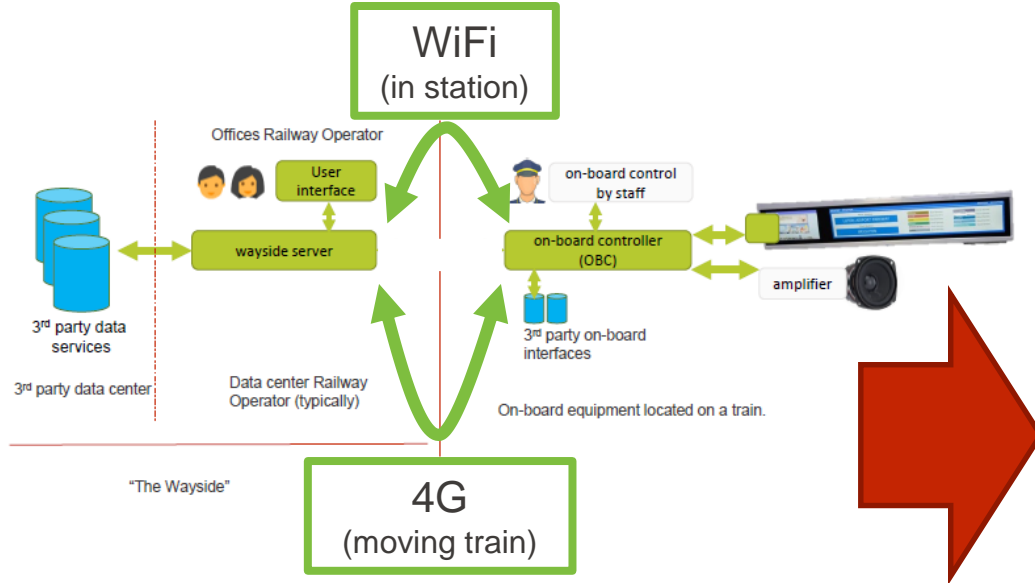 WiFi
(in station)
Offices Railway Operator
User
interface
on-board control
by staff
wayside server
on-board controller
(OBC)
amplifier
3rd party data
services
3rd party on-board
interfaces
3rd party data center
Data center Railway
Operator (typically)
On-board equipment located on a train.
"The Wayside"
4G
(moving train)